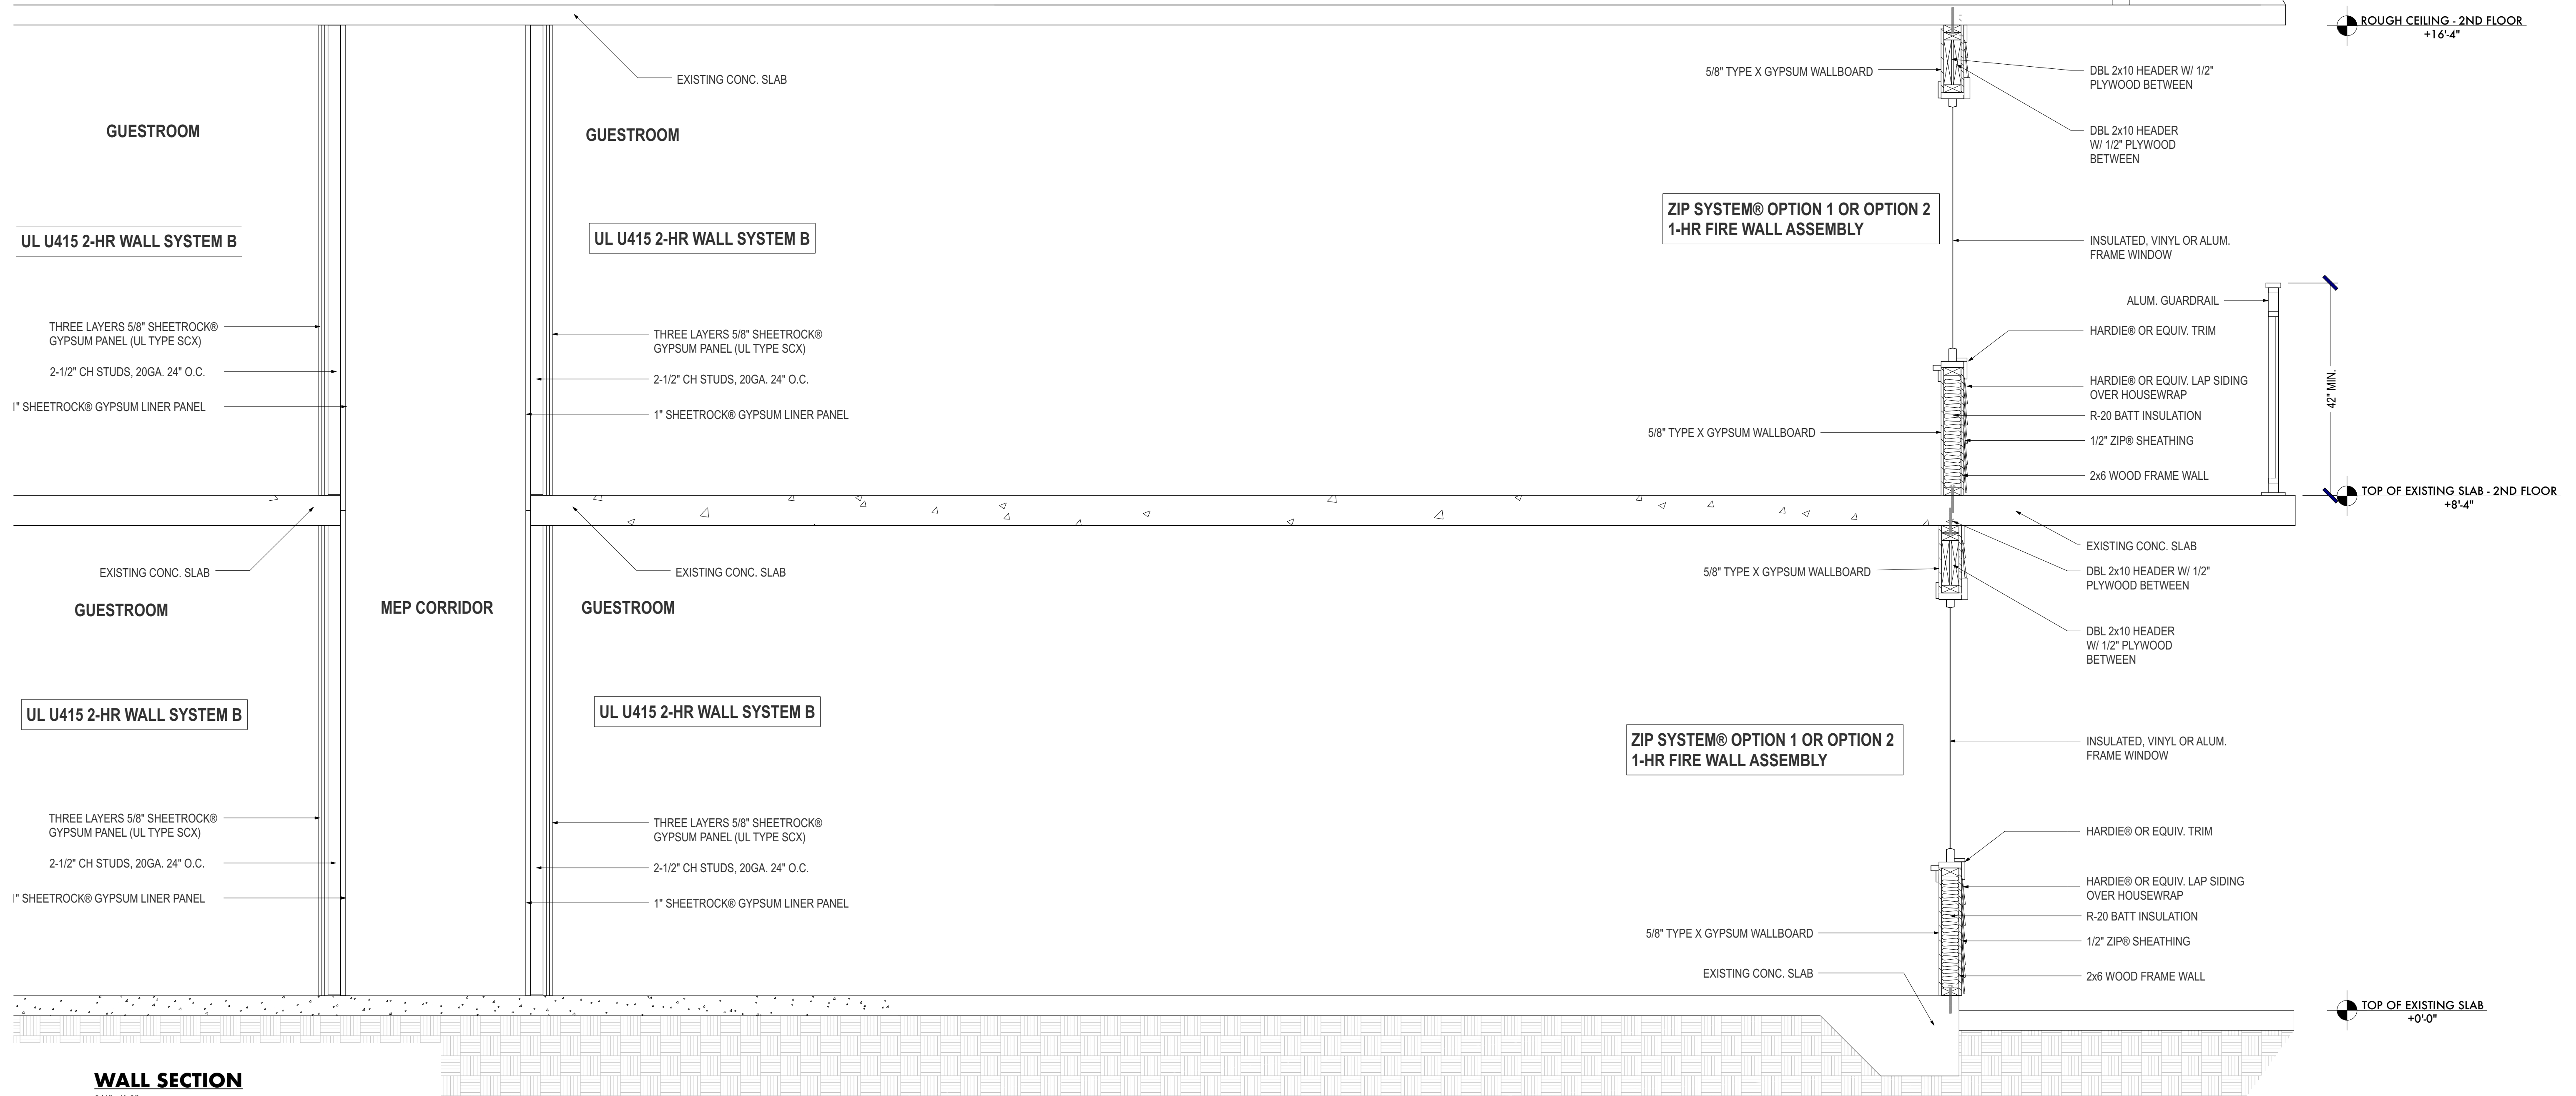 ROUGH CEILING - 2ND FLOOR
+16'-4"
EXISTING CONC. SLAB
5/8" TYPE X GYPSUM WALLBOARD
DBL 2x10 HEADER W/ 1/2"
PLYWOOD BETWEEN
GUESTROOM
GUESTROOM
DBL 2x10 HEADER
W/ 1/2" PLYWOOD
BETWEEN
UL U415 2-HR WALL SYSTEM B
UL U415 2-HR WALL SYSTEM B
ZIP SYSTEM® OPTION 1 OR OPTION 2
1-HR FIRE WALL ASSEMBLY
INSULATED, VINYL OR ALUM.
FRAME WINDOW
ALUM. GUARDRAIL
THREE LAYERS 5/8" SHEETROCK®
GYPSUM PANEL (UL TYPE SCX)
2-1/2" CH STUDS, 20GA. 24" O.C.
1" SHEETROCK® GYPSUM LINER PANEL
THREE LAYERS 5/8" SHEETROCK®
GYPSUM PANEL (UL TYPE SCX)
2-1/2" CH STUDS, 20GA. 24" O.C.
1" SHEETROCK® GYPSUM LINER PANEL
HARDIE® OR EQUIV. TRIM
HARDIE® OR EQUIV. LAP SIDING
OVER HOUSEWRAP
R-20 BATT INSULATION
5/8" TYPE X GYPSUM WALLBOARD
1/2" ZIP® SHEATHING
2x6 WOOD FRAME WALL
42" MIN.
TOP OF EXISTING SLAB - 2ND FLOOR
+8'-4"
EXISTING CONC. SLAB
EXISTING CONC. SLAB
EXISTING CONC. SLAB
5/8" TYPE X GYPSUM WALLBOARD
DBL 2x10 HEADER W/ 1/2"
PLYWOOD BETWEEN
GUESTROOM
MEP CORRIDOR
GUESTROOM
DBL 2x10 HEADER
W/ 1/2" PLYWOOD
BETWEEN
UL U415 2-HR WALL SYSTEM B
UL U415 2-HR WALL SYSTEM B
ZIP SYSTEM® OPTION 1 OR OPTION 2
1-HR FIRE WALL ASSEMBLY
INSULATED, VINYL OR ALUM.
FRAME WINDOW
THREE LAYERS 5/8" SHEETROCK®
GYPSUM PANEL (UL TYPE SCX)
2-1/2" CH STUDS, 20GA. 24" O.C.
" SHEETROCK® GYPSUM LINER PANEL
THREE LAYERS 5/8" SHEETROCK®
GYPSUM PANEL (UL TYPE SCX)
2-1/2" CH STUDS, 20GA. 24" O.C.
1" SHEETROCK® GYPSUM LINER PANEL
HARDIE® OR EQUIV. TRIM
HARDIE® OR EQUIV. LAP SIDING
OVER HOUSEWRAP
R-20 BATT INSULATION
5/8" TYPE X GYPSUM WALLBOARD
1/2" ZIP® SHEATHING
EXISTING CONC. SLAB
2x6 WOOD FRAME WALL
TOP OF EXISTING SLAB
+0'-0"
WALL SECTION